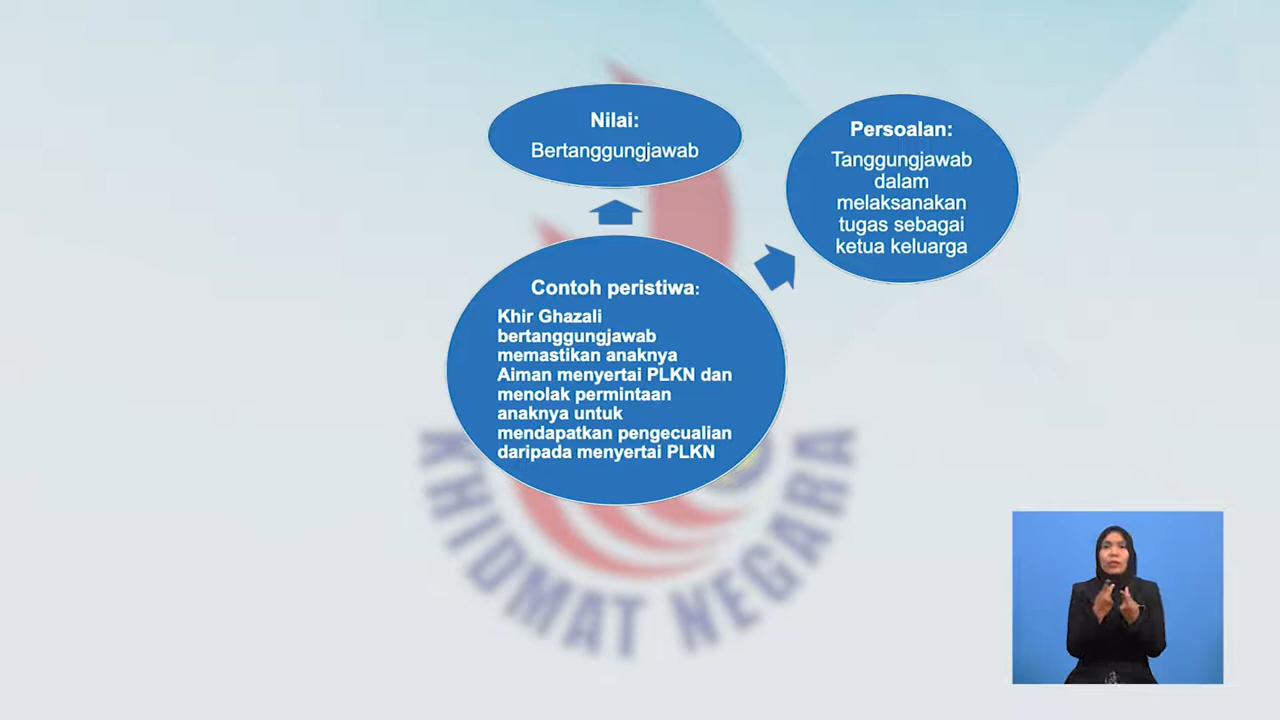 Nilai:
Bertanggungjawab
Persoalan:
Tanggungjawab
dalam
melaksanakan
tugas sebagai
ketua keluarga
Contoh peristiwa:
Khir Ghazali
bertanggungjawab
memastikan anaknya
Aiman menyertai PLKN dan
menolak permintaan
anaknya untuk
mendapatkan pengecualian
daripada menyertai PLKN
KHIDMAT NEGARA